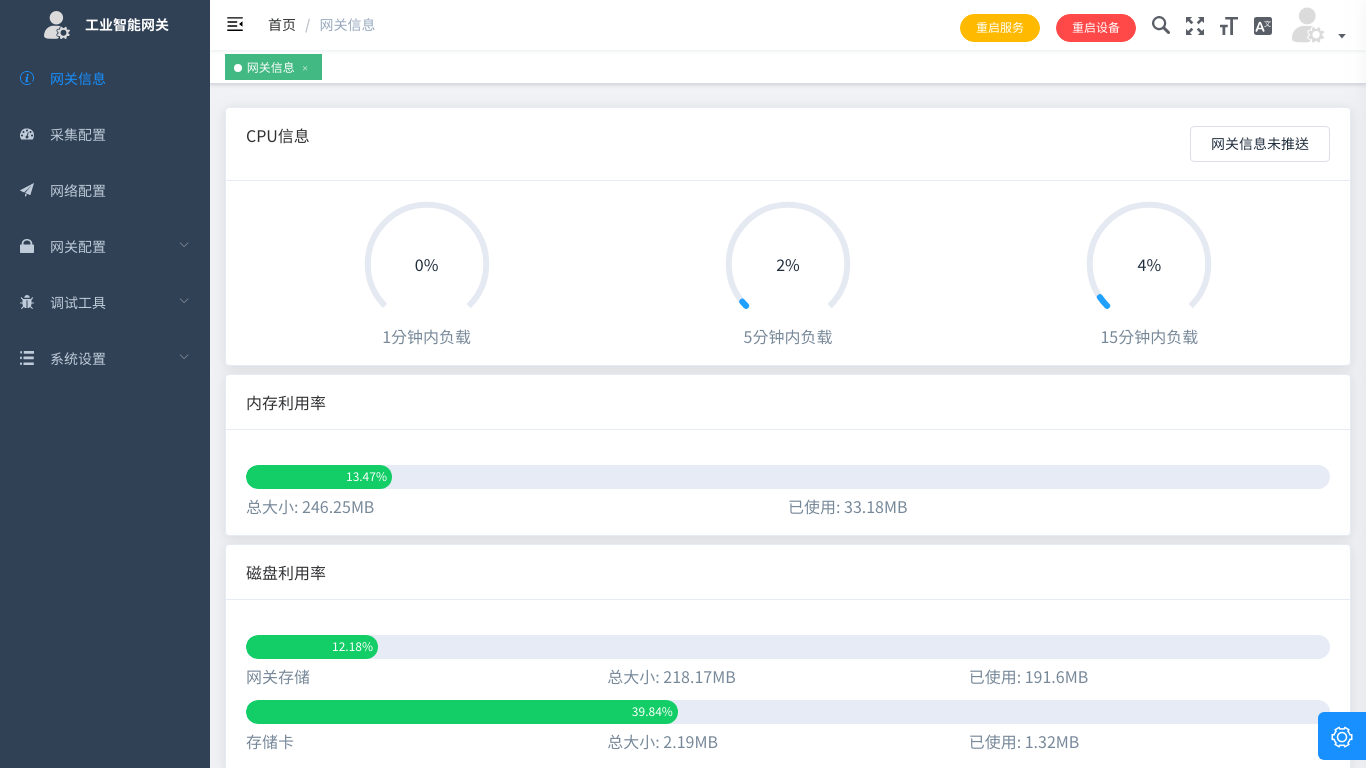 工业智能网关
首页 / 网关信息
重启服务
重启设备
网关信息 ×
网关信息
采集配置
网络配置
网关配置
调试工具
系统设置
CPU信息
网关信息未推送
0%
2%
4%
1分钟内负载
5分钟内负载
15分钟内负载
内存利用率
13.47%
总大小: 246.25MB
已使用: 33.18MB
磁盘利用率
12.18%
网关存储
总大小: 218.17MB
已使用: 191.6MB
39.84%
存储卡
总大小: 2.19MB
已使用: 1.32MB